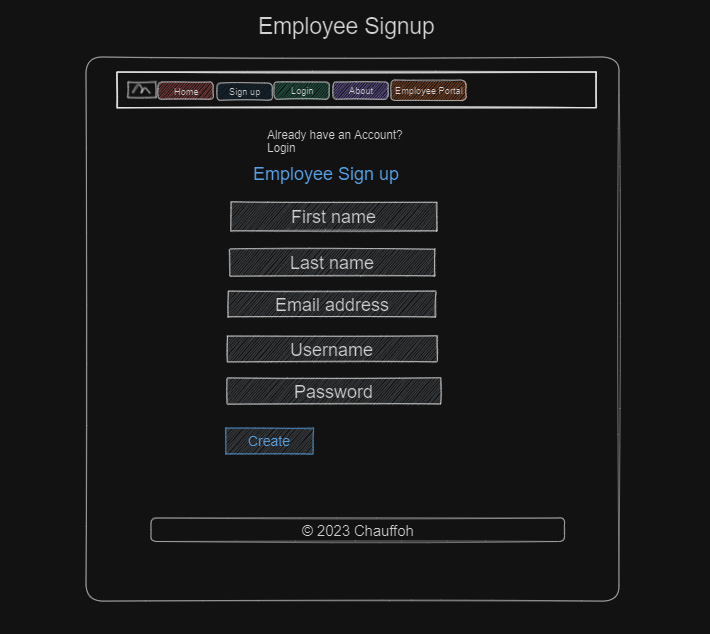 Employee Signup
Home Sign up Login About Employee Portal
Already have an Account?
Login
Employee Sign up
First name
Last name
Email address
Username
Password
Create
© 2023 Chauffoh